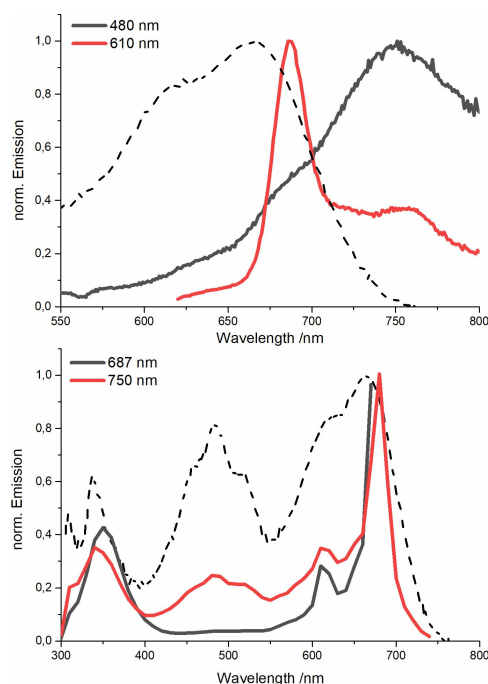 480 nm
610 nm
norm. Emission
1,0
0,8
0,6
0,4
0,2
0,0
550 600 650 700 750 800
Wavelength /nm
687 nm
750 nm
norm. Emission
1,0
0,8
0,6
0,4
0,2
0,0
300 400 500 600 700 800
Wavelength /nm